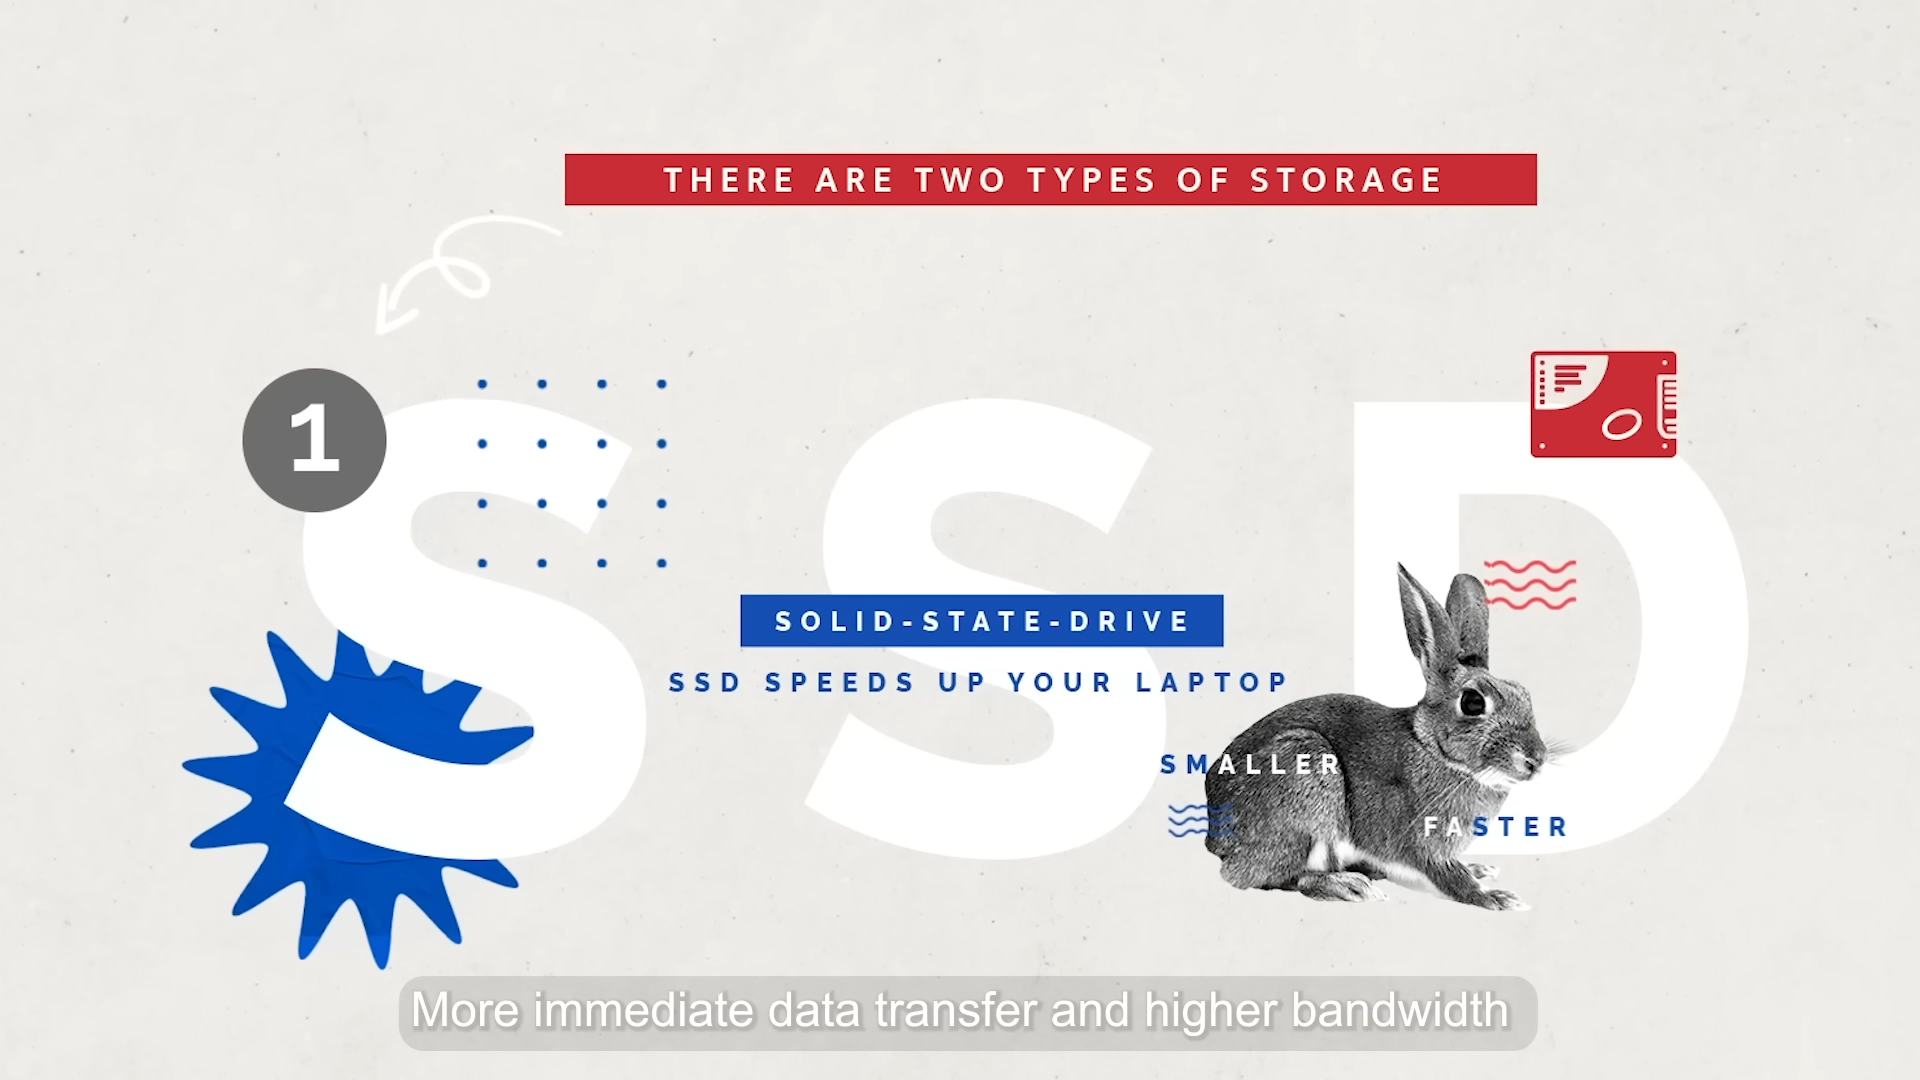 THERE ARE TWO TYPES OF STORAGE
1
SSD
SOLID-STATE-DRIVE
SSD SPEEDS UP YOUR LAPTOP
SMALLER
FASTER
More immediate data transfer and higher bandwidth